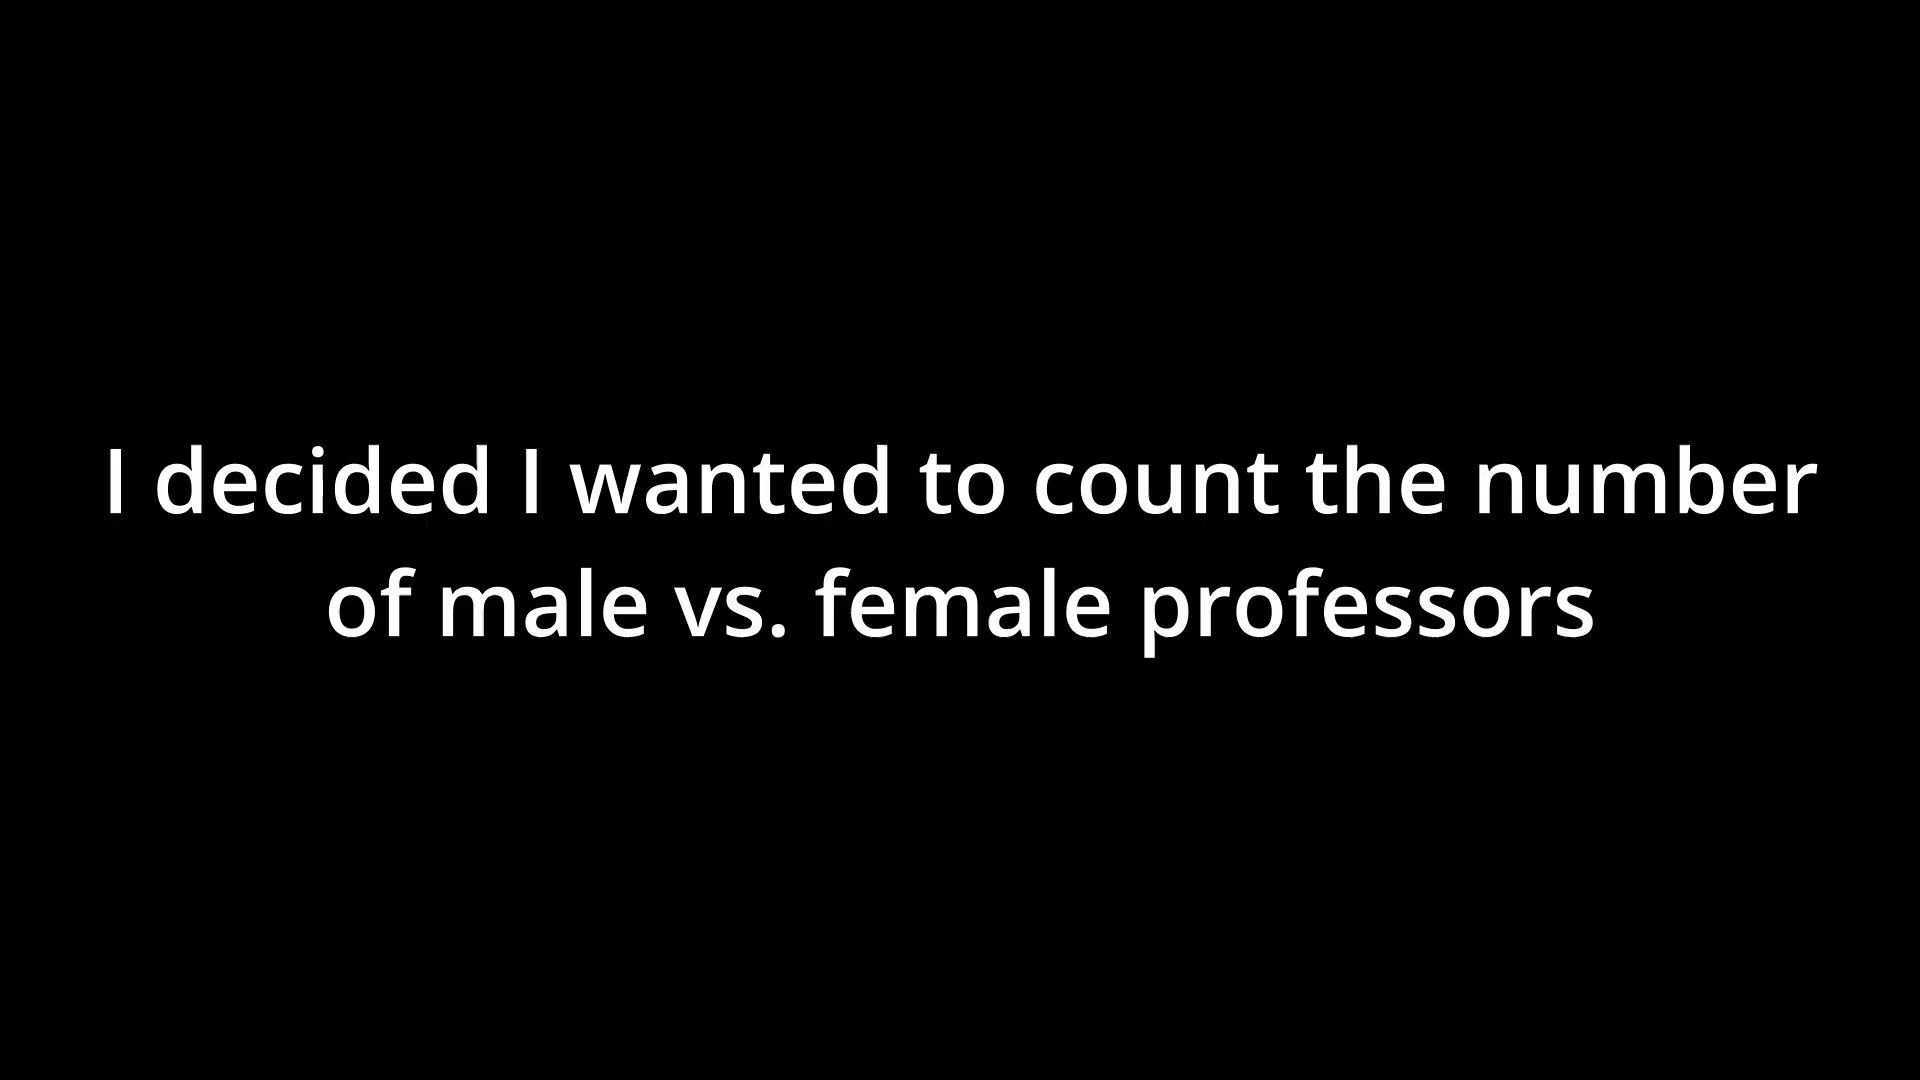 I decided I wanted to count the number
of male vs. female professors